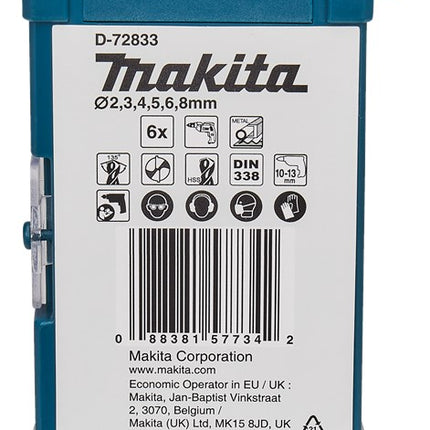 D-72833
makita
Ø2,3,4,5,6,8mm
6x
METAL
135°
HSS
DIN
338
10-13
mm
0 88381 57734 2
Makita Corporation
www.makita.com
Economic Operator in EU / UK :
Makita, Jan-Baptist Vinkstraat
2, 3070, Belgium /
Makita (UK) Ltd, MK15 8JD, UK
21